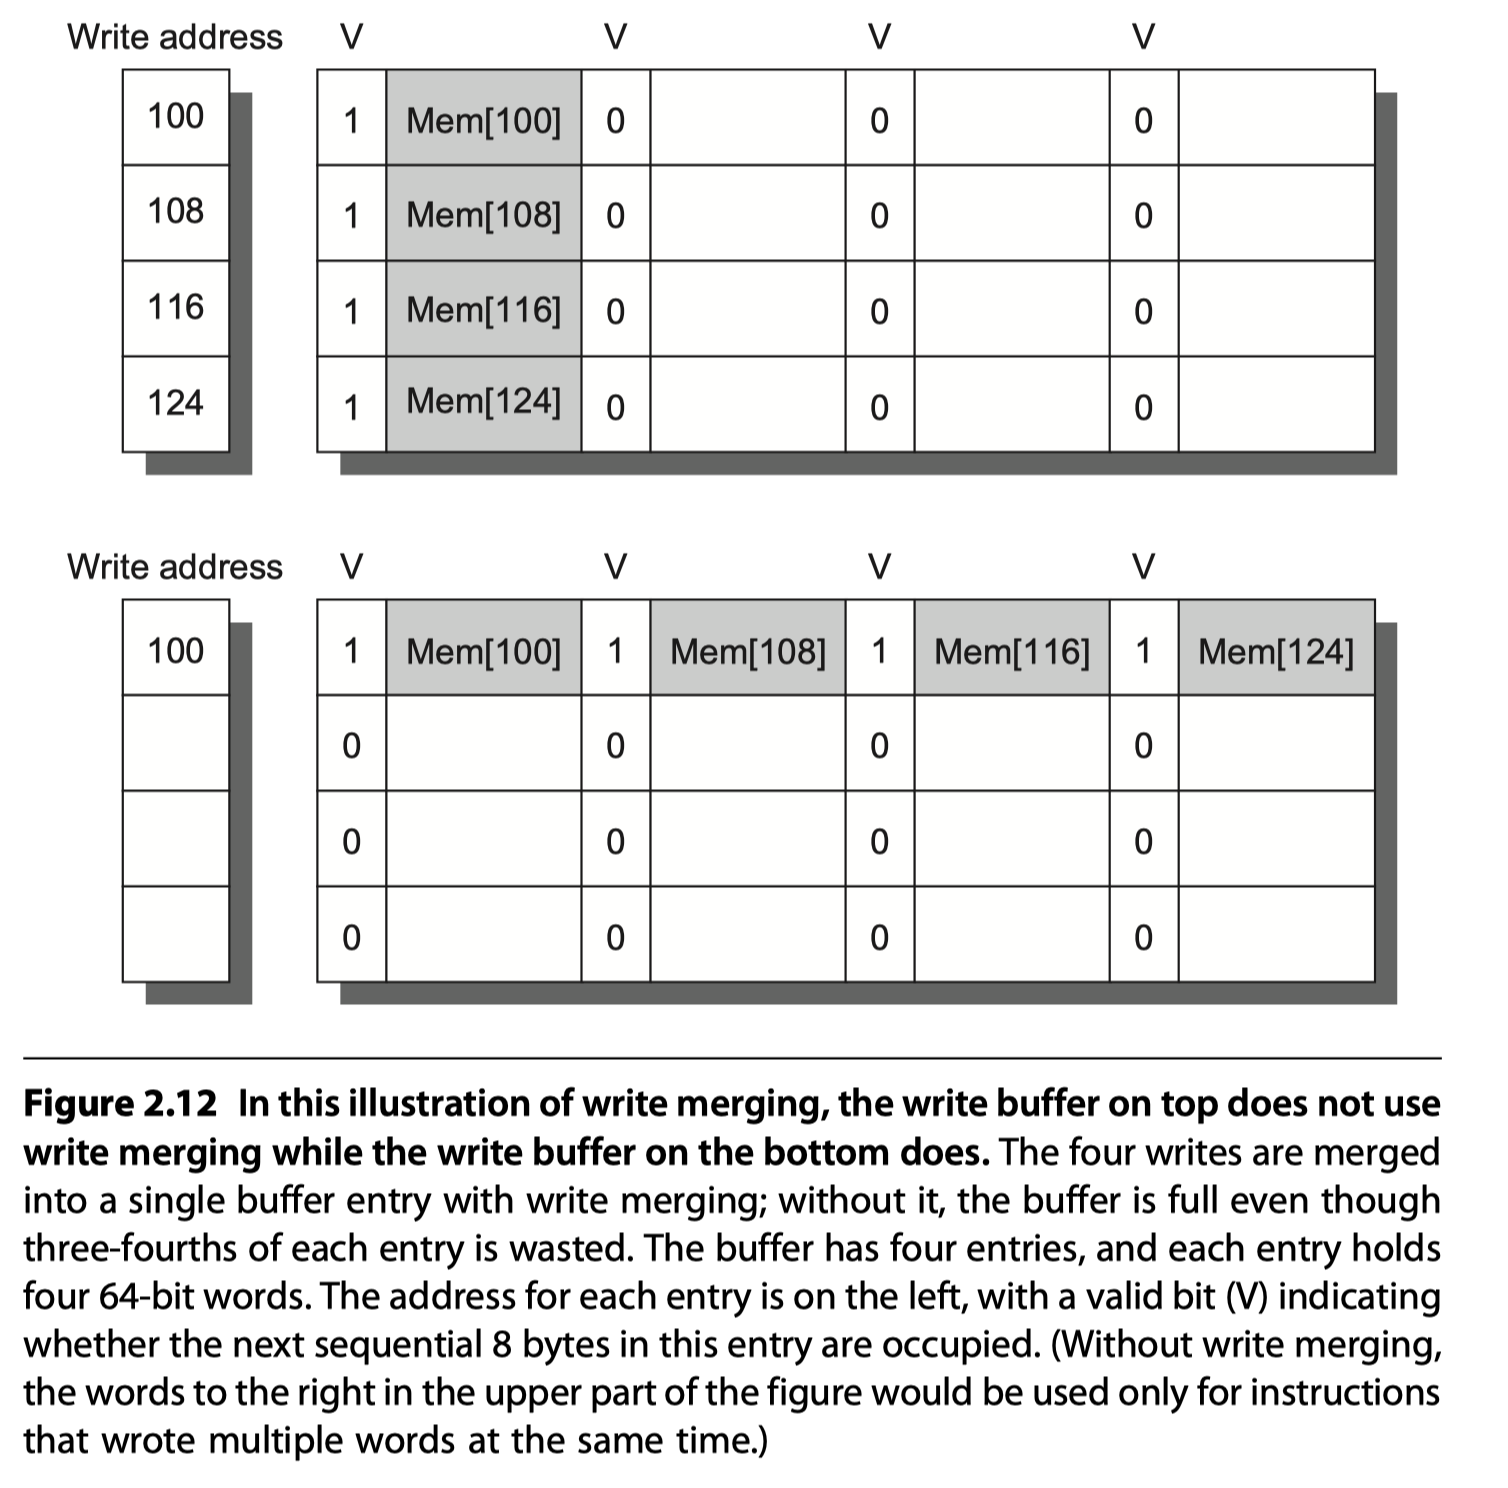 Write address V V V V
100 1 Mem[100] 0 0 0
108 1 Mem[108] 0 0 0
116 1 Mem[116] 0 0 0
124 1 Mem[124] 0 0 0
Write address V V V V
100 1 Mem[100] 1 Mem[108] 1 Mem[116] 1 Mem[124]
0 0 0 0
0 0 0 0
0 0 0 0
Figure 2.12 In this illustration of write merging, the write buffer on top does not use
write merging while the write buffer on the bottom does. The four writes are merged
into a single buffer entry with write merging; without it, the buffer is full even though
three-fourths of each entry is wasted. The buffer has four entries, and each entry holds
four 64-bit words. The address for each entry is on the left, with a valid bit (V) indicating
whether the next sequential 8 bytes in this entry are occupied. (Without write merging,
the words to the right in the upper part of the figure would be used only for instructions
that wrote multiple words at the same time.)